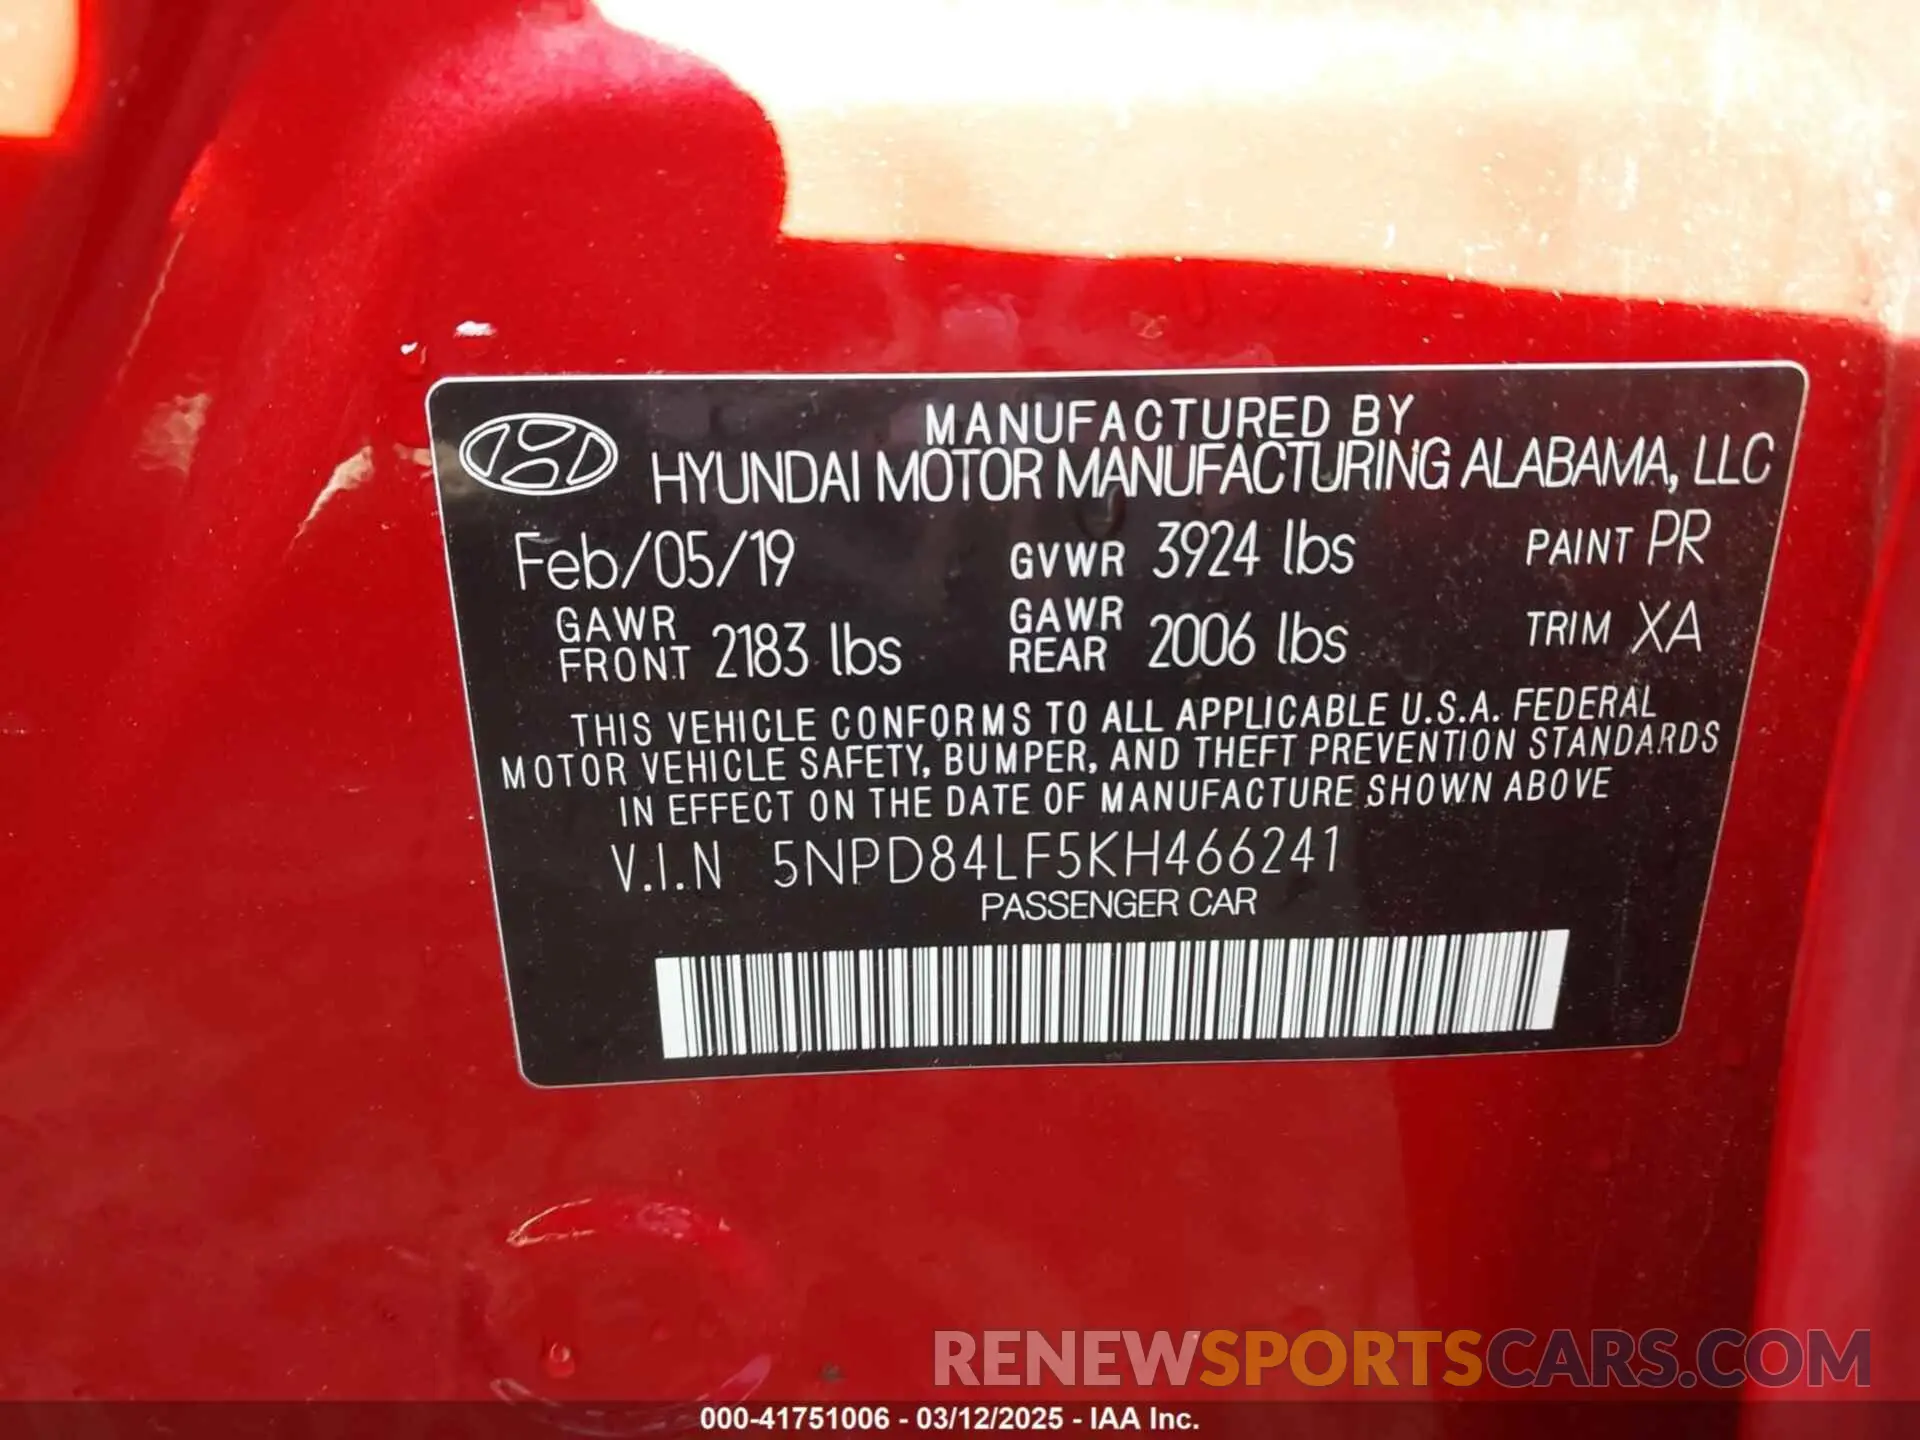 MANUFACTURED BY
HYUNDAI MOTOR MANUFACTURING ALABAMA, LLC
Feb/05/19 GVWR 3924 lbs PAINT PR
GAWR FRONT 2183 lbs GAWR REAR 2006 lbs TRIM XA
THIS VEHICLE CONFORMS TO ALL APPLICABLE U.S.A. FEDERAL
MOTOR VEHICLE SAFETY, BUMPER, AND THEFT PREVENTION STANDARDS
IN EFFECT ON THE DATE OF MANUFACTURE SHOWN ABOVE
V.I.N 5NPD84LF5KH466241
PASSENGER CAR
RENEWSPORTSCARS.COM
000-41751006 - 03/12/2025 - IAA Inc.